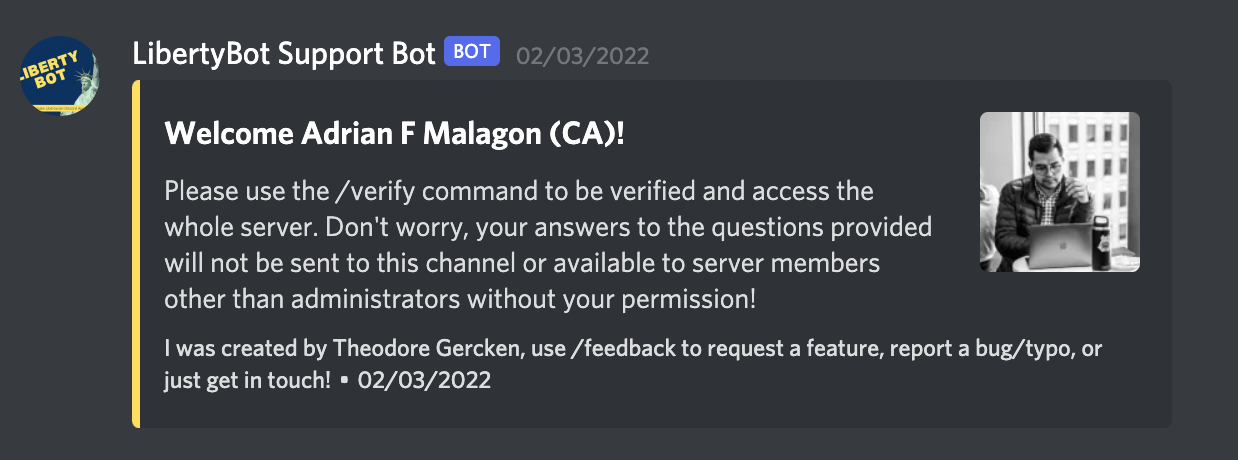 LIBERTY
BOT
LibertyBot Support Bot BOT 02/03/2022
Welcome Adrian F Malagon (CA)!
Please use the /verify command to be verified and access the
whole server. Don't worry, your answers to the questions provided
will not be sent to this channel or available to server members
other than administrators without your permission!
I was created by Theodore Gercken, use /feedback to request a feature, report a bug/typo, or
just get in touch! • 02/03/2022